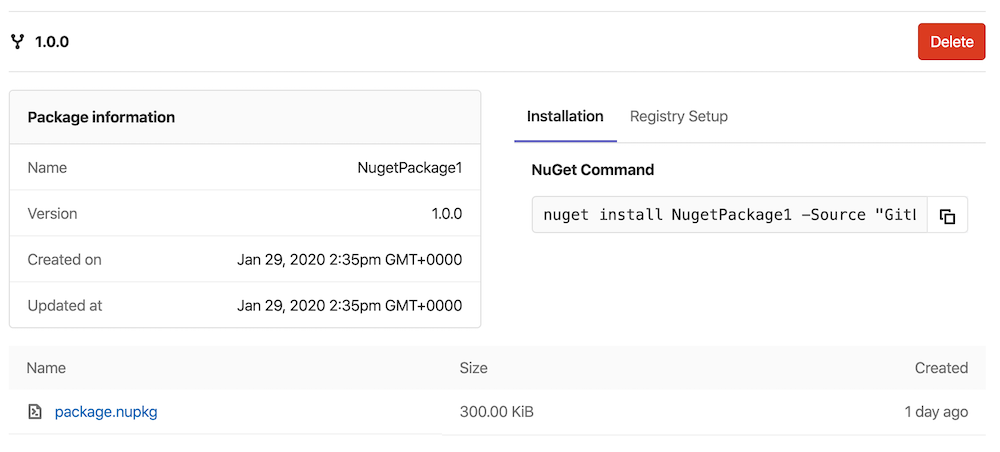 1.0.0
Delete
Package information
Name NugetPackage1
Version 1.0.0
Created on Jan 29, 2020 2:35pm GMT+0000
Updated at Jan 29, 2020 2:35pm GMT+0000
Installation Registry Setup
NuGet Command
nuget install NugetPackage1 -Source "Git
Name Size Created
package.nupkg 300.00 KiB 1 day ago